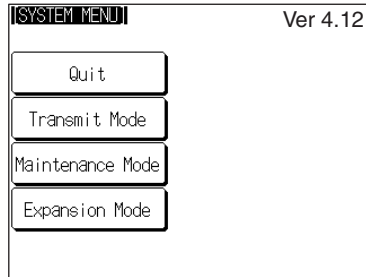 [SYSTEM MENU] Ver 4.12
Quit
Transmit Mode
Maintenance Mode
Expansion Mode